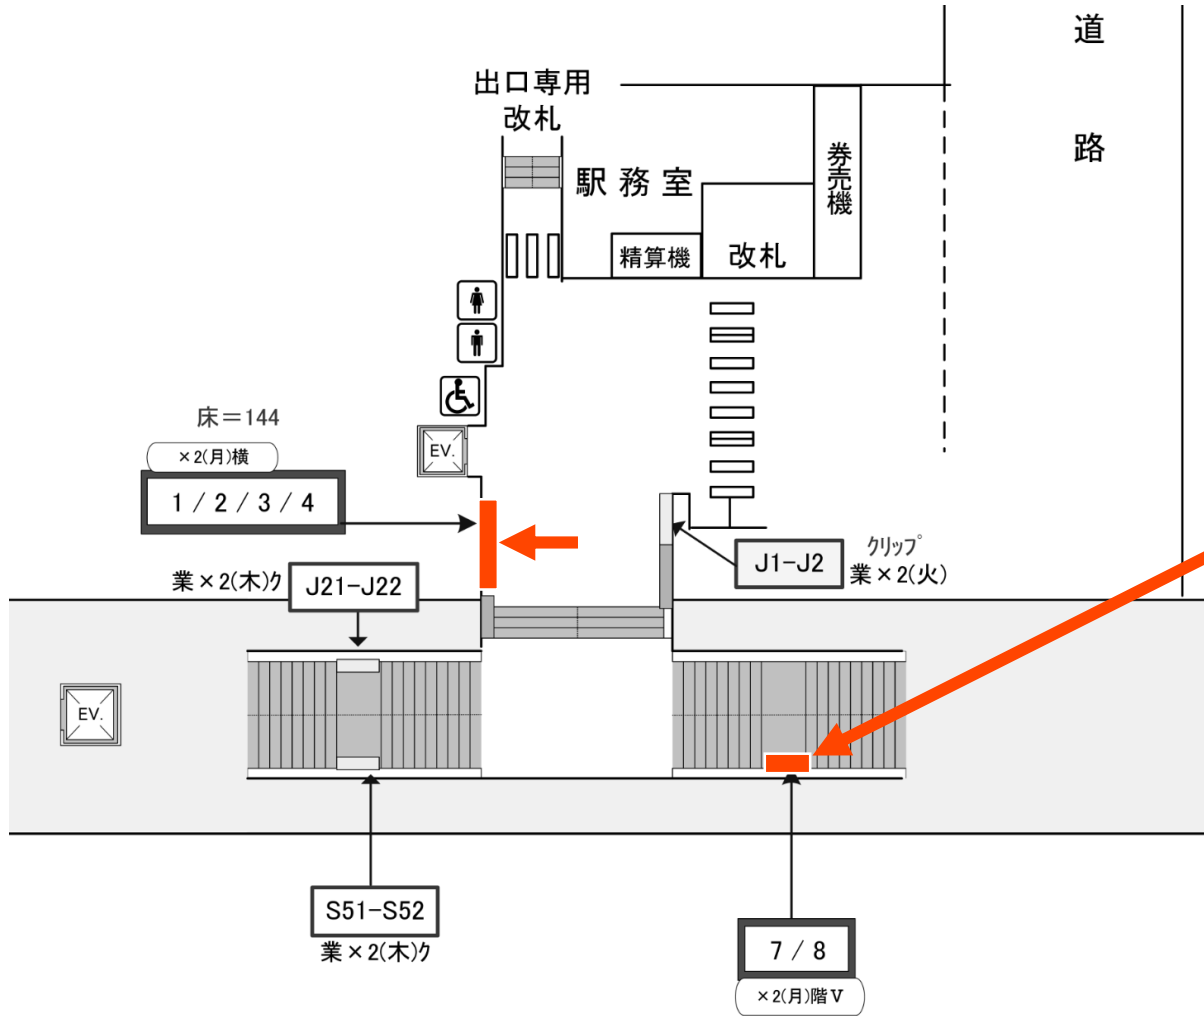 道
路
出口専用
改札
駅務室
券売機
精算機
改札
床＝144
×2(月)横
EV.
1 / 2 / 3 / 4
J1-J2
ｸﾘｯﾌﾟ
業×2(火)
業×2(木)ｸ
J21-J22
EV.
S51-S52
業×2(木)ｸ
7 / 8
×2(月)階V